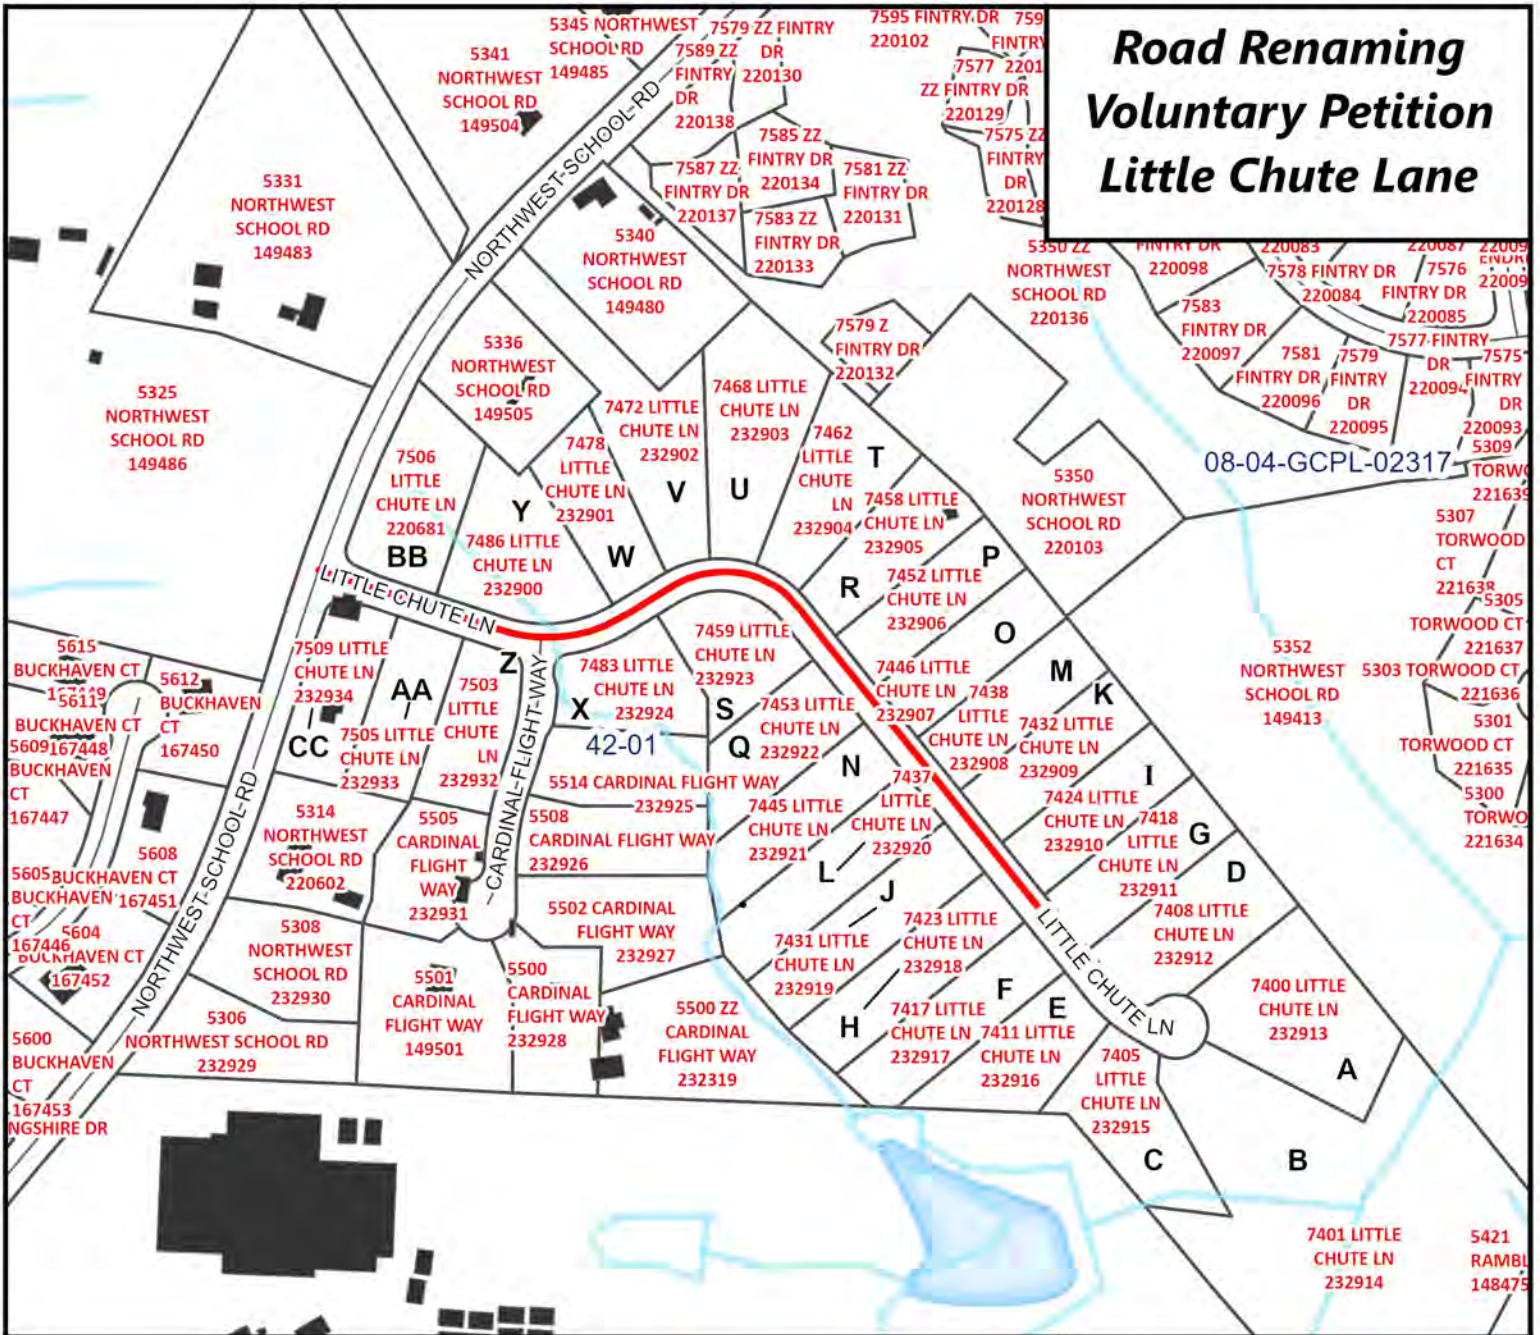 Road Renaming
Voluntary Petition
Little Chute Lane
5345 NORTHWEST
SCHOOL RD
149485
5341
NORTHWEST
SCHOOL RD
149504
7579 ZZ FINTRY
DR
220130
7589 ZZ
FINTRY
DR
220138
7595 FINTRY DR
220102
759
FINTRY
2201
7577
ZZ FINTRY DR
220129
7575 ZZ
FINTRY
DR
220128
7585 ZZ
FINTRY DR
220134
7587 ZZ
FINTRY DR
220137
7581 ZZ
FINTRY DR
220131
7583 ZZ
FINTRY DR
220133
NORTHWEST-SCHOOL-RD
5331
NORTHWEST
SCHOOL RD
149483
5340
NORTHWEST
SCHOOL RD
149480
5350 ZZ
NORTHWEST
SCHOOL RD
220136
FINTRY DR
220098
220083
7578 FINTRY DR
220084
220087
7576
FINTRY DR
220085
2209
ENDR
22009
7583
FINTRY DR
220097
7577-FINTRY
DR
220094
7581
FINTRY DR
220096
7579
FINTRY
DR
220095
7575
FINTRY
DR
220093
7579 Z
FINTRY DR
220132
5336
NORTHWEST
SCHOOL RD
149505
5325
NORTHWEST
SCHOOL RD
149486
7468 LITTLE
CHUTE LN
232903
U
7472 LITTLE
CHUTE LN
232902
V
7478
LITTLE
CHUTE LN
232901
W
7462
LITTLE
CHUTE
LN
232904
T
7506
LITTLE
CHUTE LN
220681
BB
Y
7486 LITTLE
CHUTE LN
232900
7458 LITTLE
CHUTE LN
232905
R
5350
NORTHWEST
SCHOOL RD
220103
08-04-GCPL-02317
5309
TORWO
221639
5307
TORWOOD
CT
221638
5305
TORWOOD CT
221637
5303 TORWOOD CT
221636
5301
TORWOOD CT
221635
5300
TORWO
221634
P
7452 LITTLE
CHUTE LN
232906
O
7446 LITTLE
CHUTE LN
232907
M
7438
LITTLE
CHUTE LN
232908
K
7432 LITTLE
CHUTE LN
232909
I
7424 LITTLE
CHUTE LN
232910
G
7418
LITTLE
CHUTE LN
232911
D
7408 LITTLE
CHUTE LN
232912
5352
NORTHWEST
SCHOOL RD
149413
LITTLE CHUTE LN
7509 LITTLE
CHUTE LN
232934
CC
AA
7505 LITTLE
CHUTE LN
232933
Z
7503
LITTLE
CHUTE
LN
232932
7483 LITTLE
CHUTE LN
232924
X
42-01
7459 LITTLE
CHUTE LN
232923
S
7453 LITTLE
CHUTE LN
232922
Q
N
7445 LITTLE
CHUTE LN
232921
7437
LITTLE
CHUTE LN
232920
L
J
7431 LITTLE
CHUTE LN
232919
7423 LITTLE
CHUTE LN
232918
H
7417 LITTLE
CHUTE LN
232917
F
E
7411 LITTLE
CHUTE LN
232916
7405
LITTLE
CHUTE LN
232915
C
LITTLE CHUTE LN
7400 LITTLE
CHUTE LN
232913
A
B
7401 LITTLE
CHUTE LN
232914
5421
RAMBL
148475
CARDINAL-FLIGHT-WAY
5514 CARDINAL FLIGHT WAY
232925
5508
CARDINAL FLIGHT WAY
232926
5502 CARDINAL
FLIGHT WAY
232927
5505
CARDINAL
FLIGHT
WAY
232931
5501
CARDINAL
FLIGHT WAY
149501
5500
CARDINAL
FLIGHT WAY
232928
5500 ZZ
CARDINAL
FLIGHT WAY
232319
5314
NORTHWEST
SCHOOL RD
220602
5308
NORTHWEST
SCHOOL RD
232930
5306
NORTHWEST SCHOOL RD
232929
NORTHWEST-SCHOOL-RD
5615
BUCKHAVEN CT
5611
BUCKHAVEN CT
167448
5612
BUCKHAVEN
CT
167450
5609
BUCKHAVEN
CT
167447
5608
BUCKHAVEN CT
167451
5605
BUCKHAVEN
CT
167446
5604
BUCKHAVEN CT
167452
5600
BUCKHAVEN
CT
167453
NGSHIRE DR